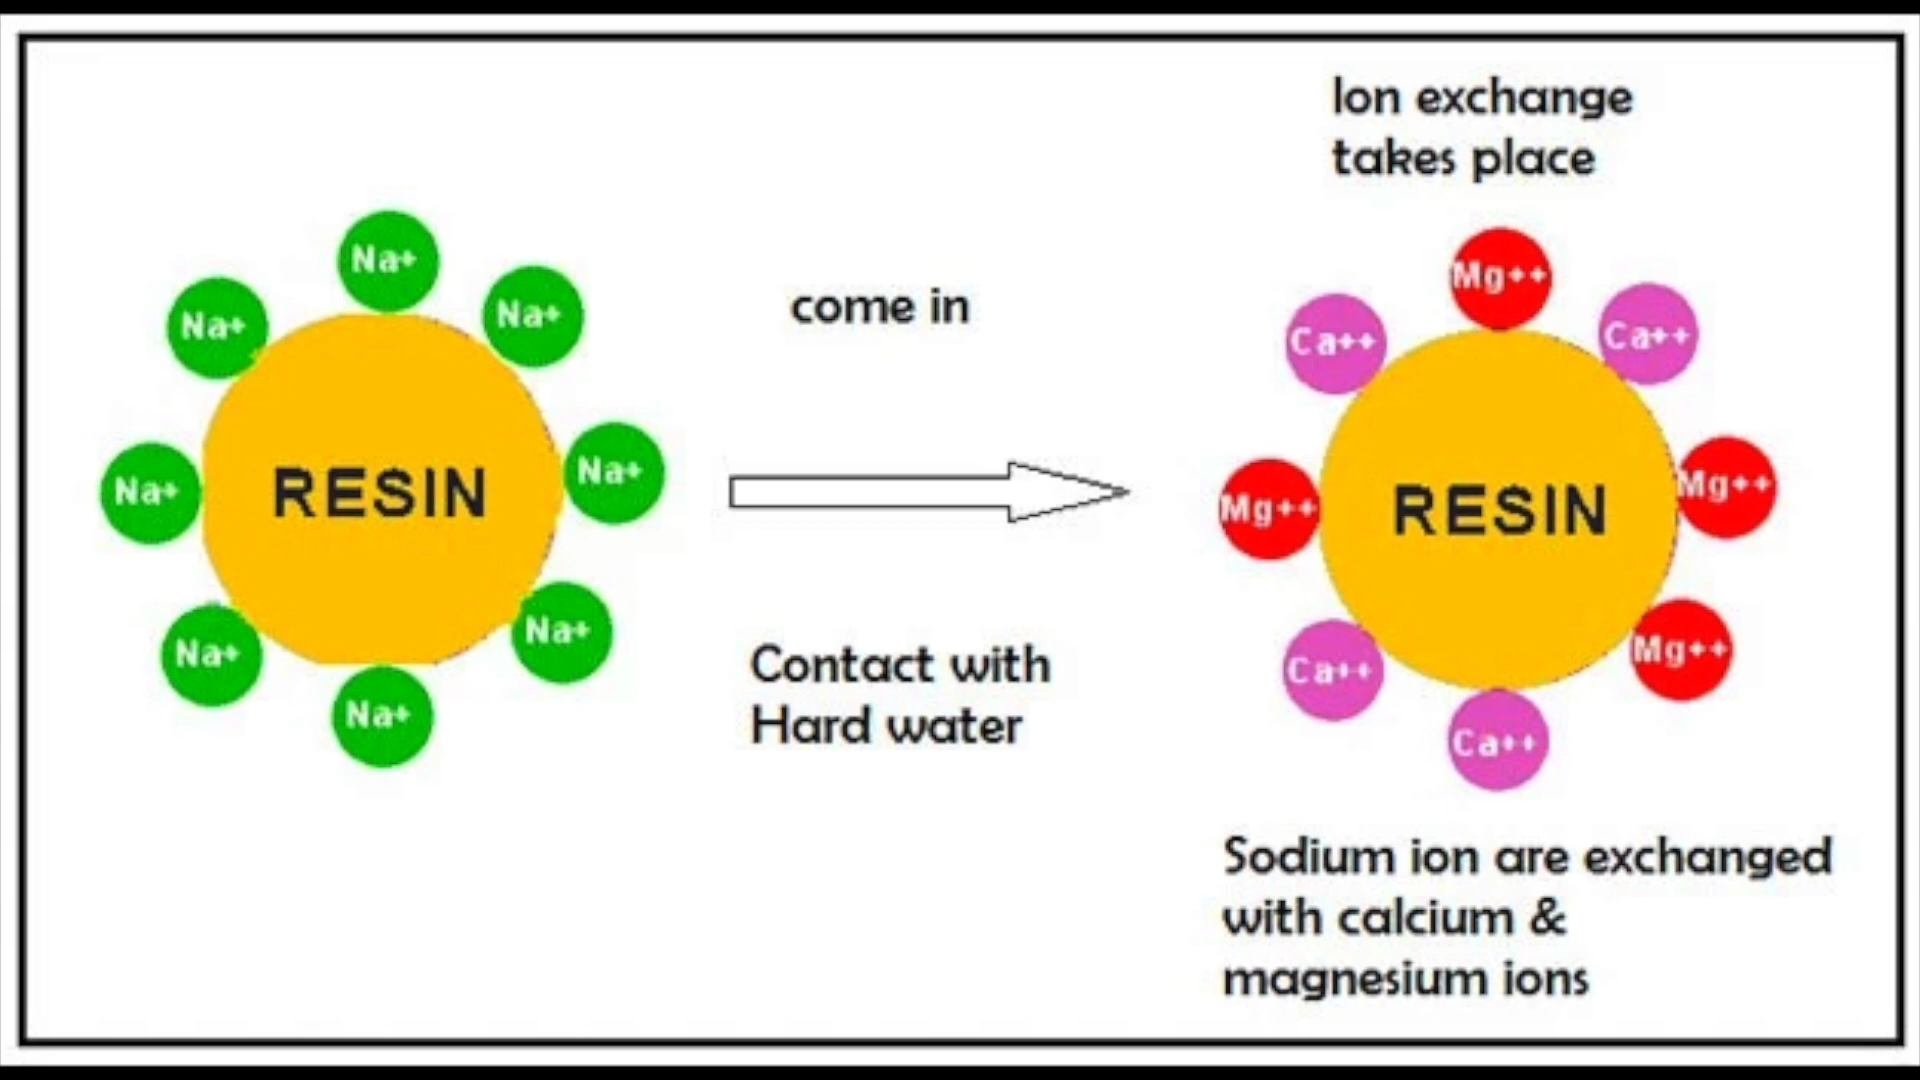 Na+
Na+
Na+
Na+
Na+
Na+
Na+
Na+
RESIN
come in
Contact with
Hard water
Ion exchange
takes place
Mg++
Ca++
Ca++
Mg++
Mg++
RESIN
Mg++
Ca++
Ca++
Sodium ion are exchanged
with calcium &
magnesium ions